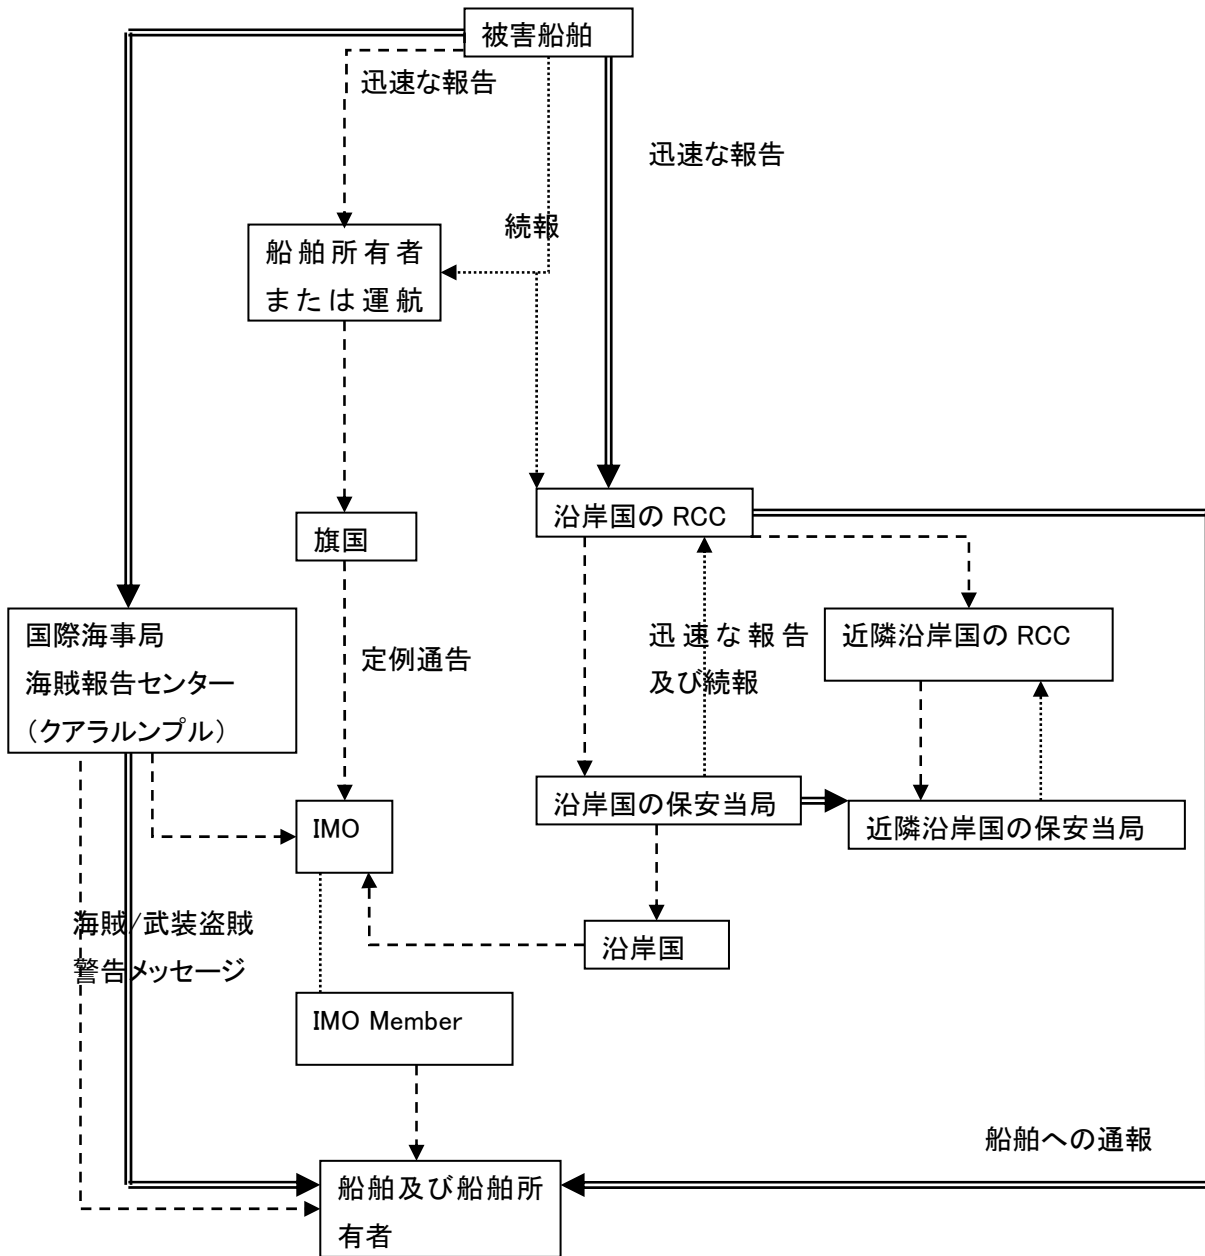 被害船舶
迅速な報告
迅速な報告
続報
船舶所有者
または運航
沿岸国の RCC
旗国
国際海事局
海賊報告センター
(クアラルンプル)
定例通告
迅速な報告
及び続報
近隣沿岸国の RCC
沿岸国の保安当局
近隣沿岸国の保安当局
IMO
海賊/武装盗賊
警告メッセージ
沿岸国
IMO Member
船舶への通報
船舶及び船舶所
有者